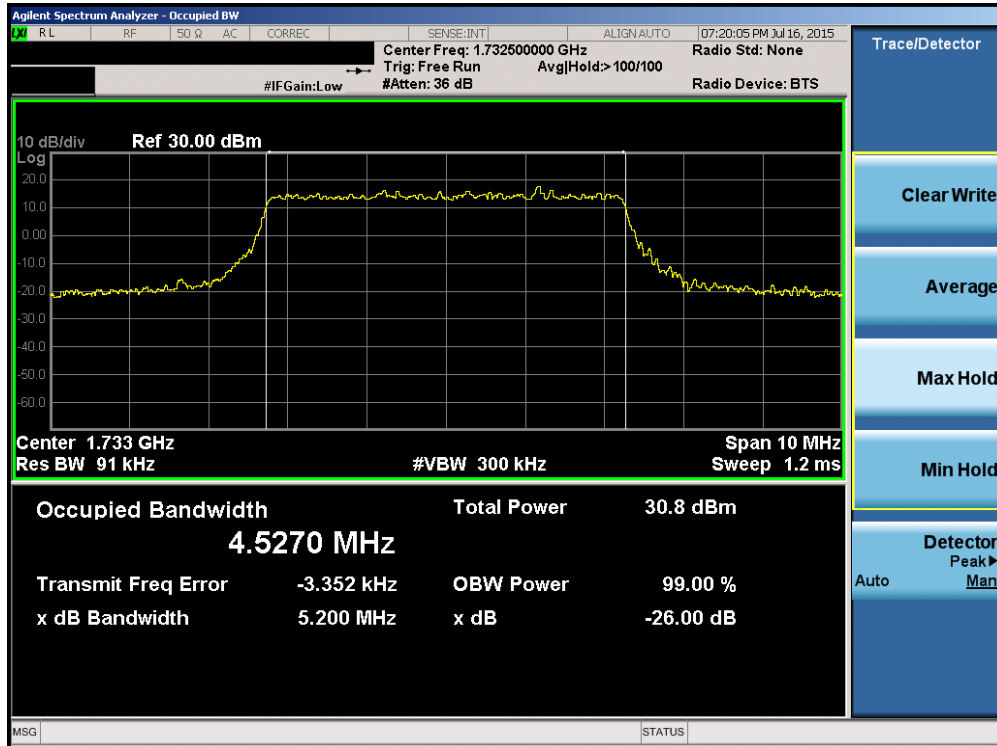 Agilent Spectrum Analyzer - Occupied BW
LXI RL RF 50 Ω AC CORREC SENSE:INT ALIGN AUTO 07:20:05 PM Jul 16, 2015
Center Freq: 1.732500000 GHz Radio Std: None
Trig: Free Run Avg|Hold:>100/100
#IFGain:Low #Atten: 36 dB Radio Device: BTS
10 dB/div Ref 30.00 dBm
Log
20.0
10.0
0.00
-10.0
-20.0
-30.0
-40.0
-50.0
-60.0
Center 1.733 GHz Span 10 MHz
Res BW 91 kHz #VBW 300 kHz Sweep 1.2 ms
Occupied Bandwidth Total Power 30.8 dBm
4.5270 MHz
Transmit Freq Error -3.352 kHz OBW Power 99.00 %
x dB Bandwidth 5.200 MHz x dB -26.00 dB
MSG STATUS
Trace/Detector
Clear Write
Average
Max Hold
Min Hold
Detector
Peak▶
Auto Man